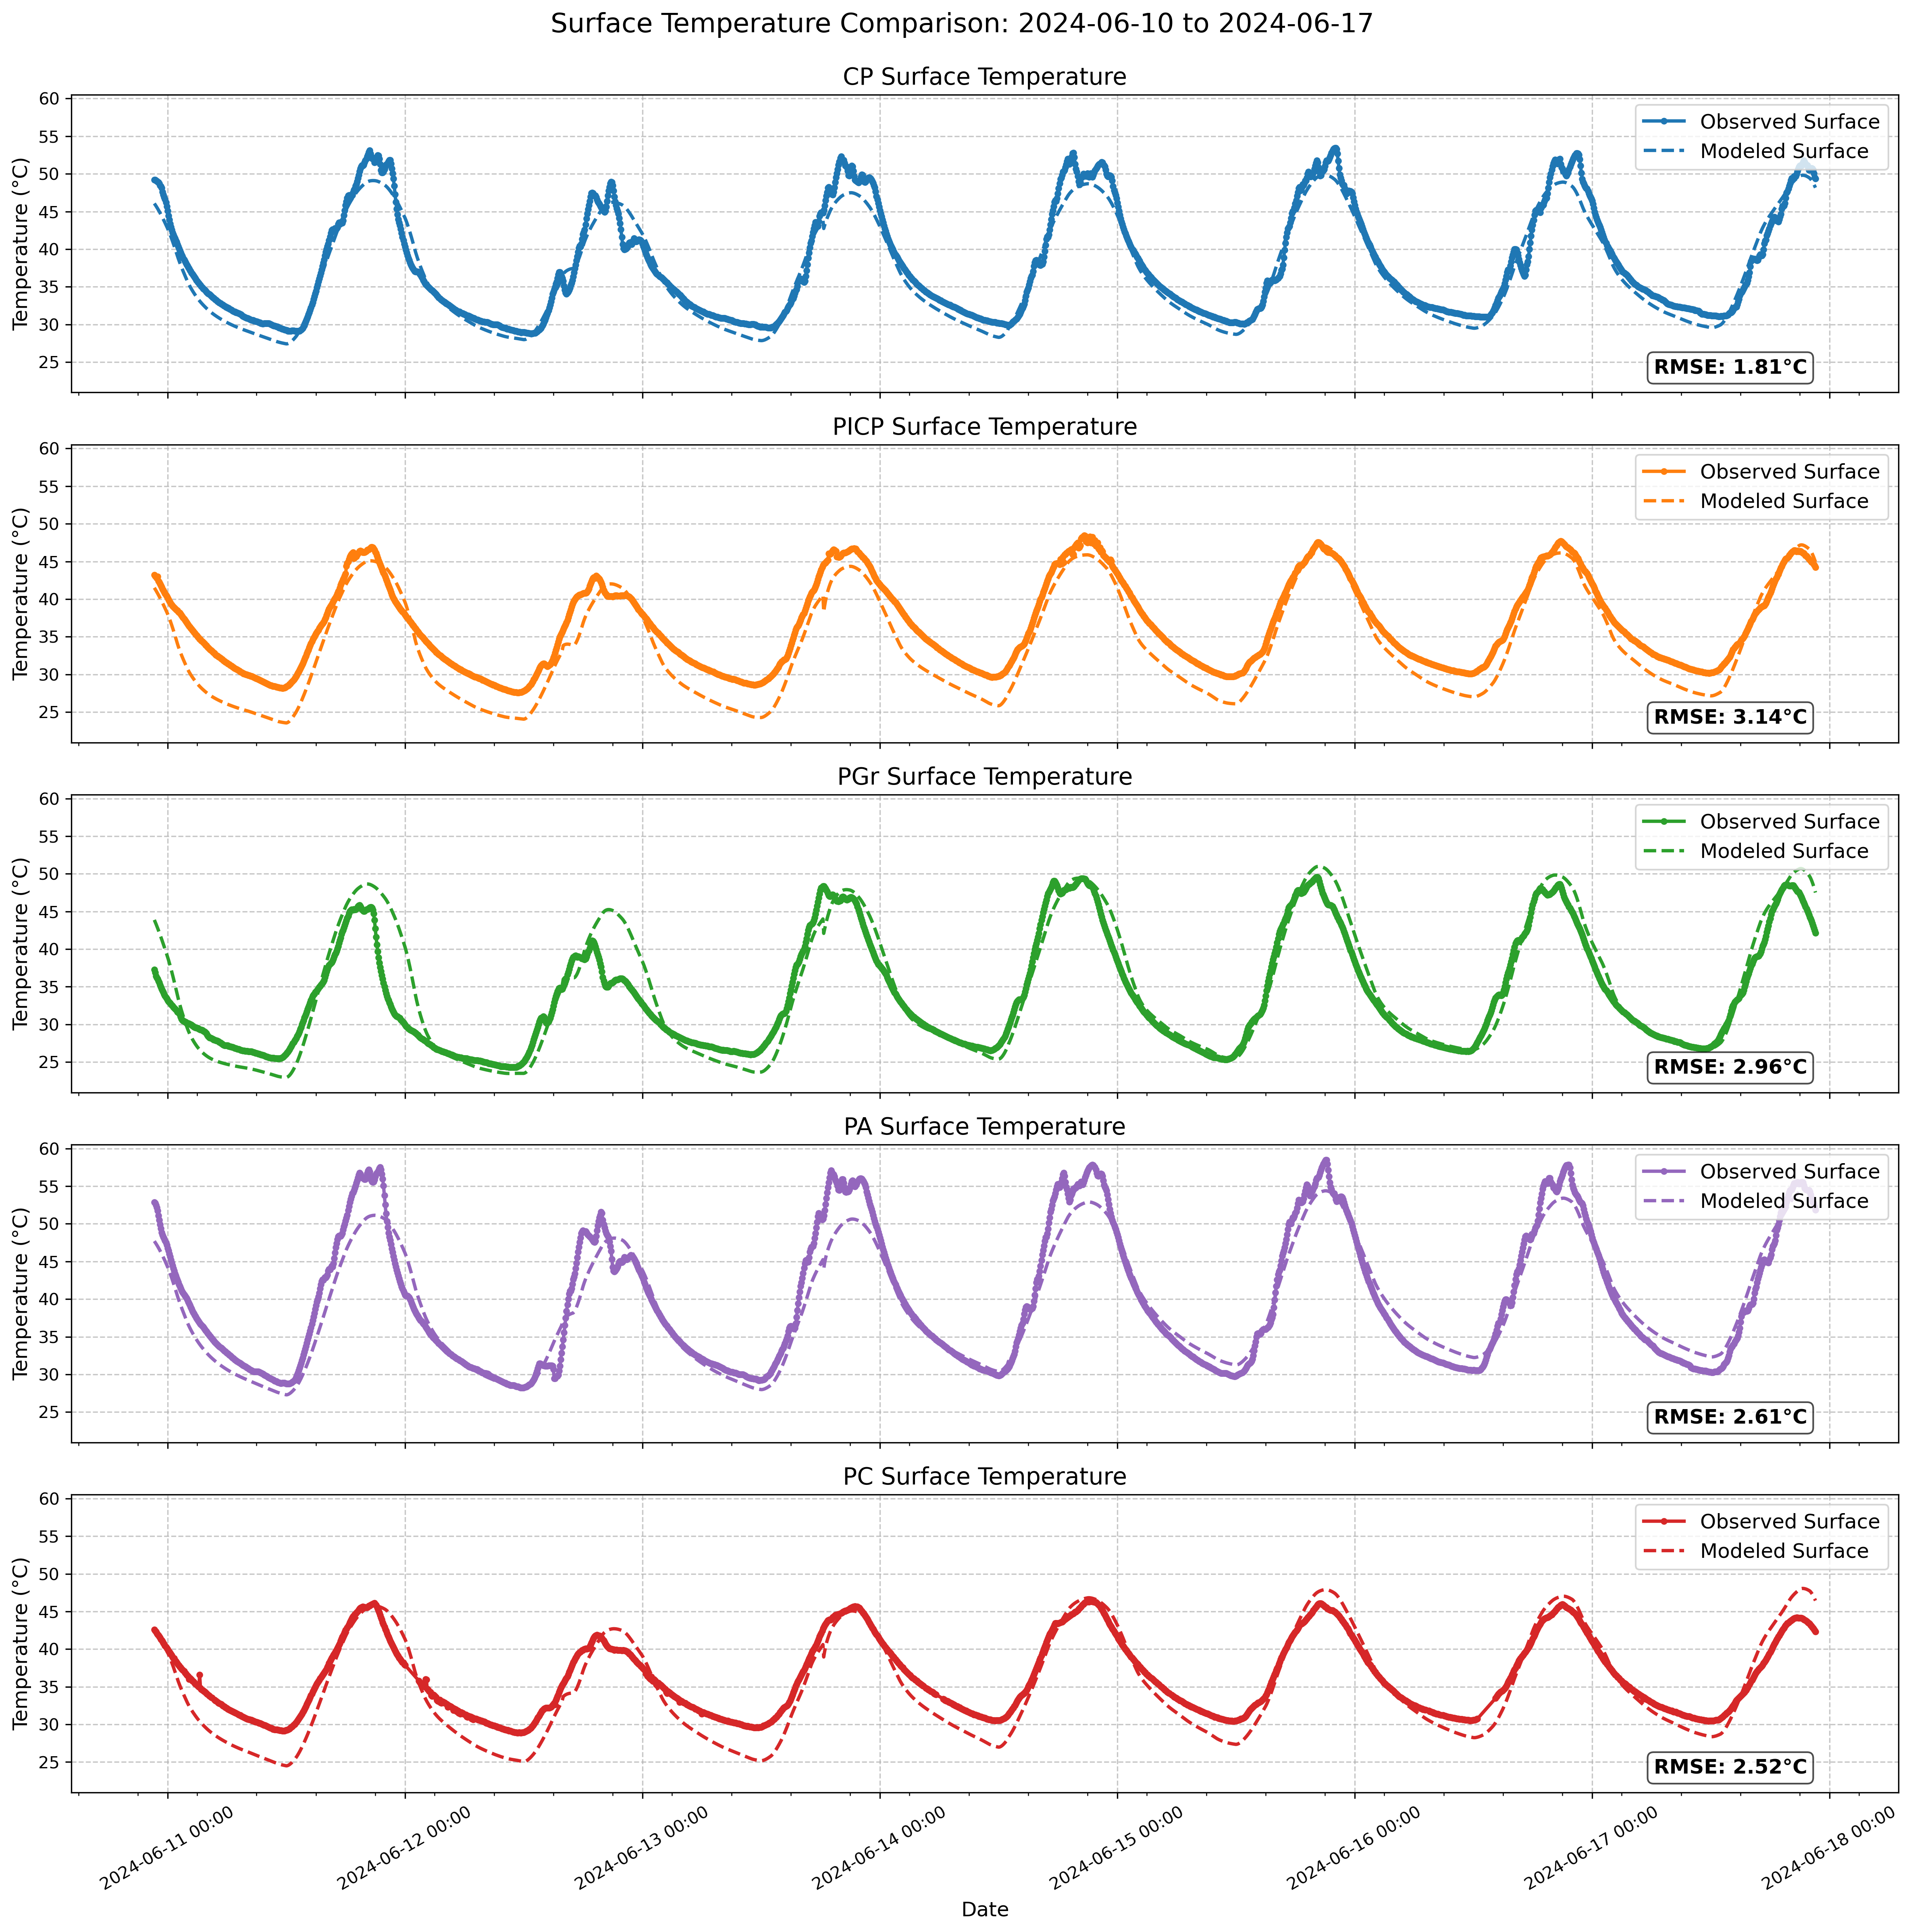 Surface Temperature Comparison: 2024-06-10 to 2024-06-17
CP Surface Temperature
Temperature (°C)
60
55
50
45
40
35
30
25
Observed Surface
Modeled Surface
RMSE: 1.81°C
PICP Surface Temperature
Temperature (°C)
60
55
50
45
40
35
30
25
Observed Surface
Modeled Surface
RMSE: 3.14°C
PGr Surface Temperature
Temperature (°C)
60
55
50
45
40
35
30
25
Observed Surface
Modeled Surface
RMSE: 2.96°C
PA Surface Temperature
Temperature (°C)
60
55
50
45
40
35
30
25
Observed Surface
Modeled Surface
RMSE: 2.61°C
PC Surface Temperature
Temperature (°C)
60
55
50
45
40
35
30
25
Observed Surface
Modeled Surface
RMSE: 2.52°C
2024-06-11 00:00
2024-06-12 00:00
2024-06-13 00:00
2024-06-14 00:00
2024-06-15 00:00
2024-06-16 00:00
2024-06-17 00:00
2024-06-18 00:00
Date